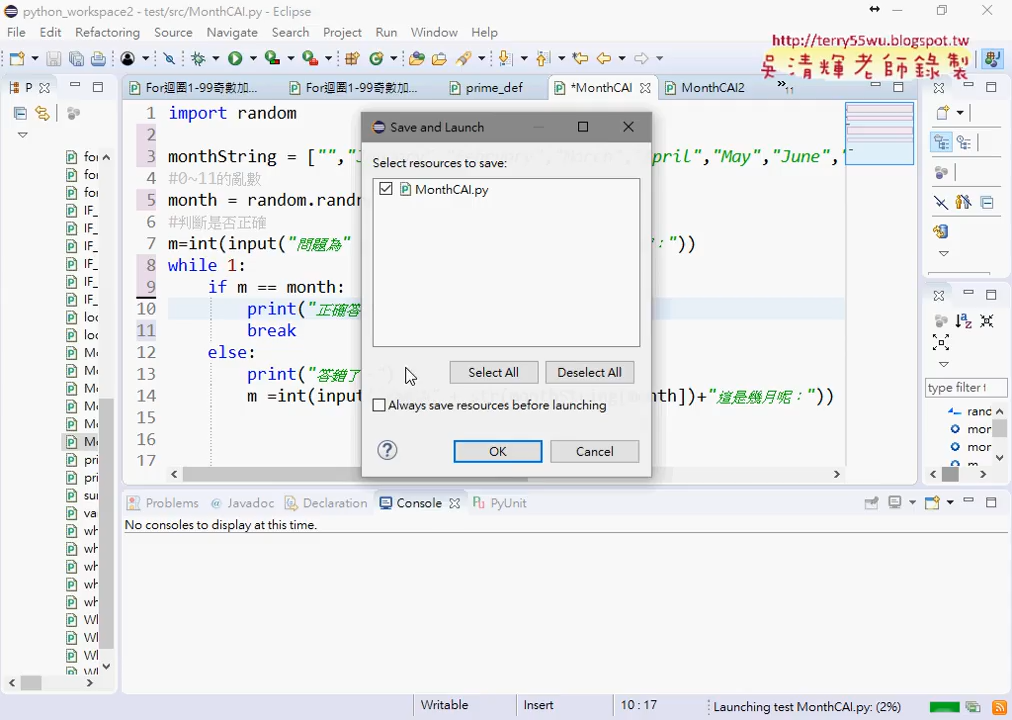 python_workspace2 - test/src/MonthCAI.py - Eclipse
File Edit Refactoring Source Navigate Search Project Run Window Help
http://terry55wu.blogspot.tw
吳清輝老師錄製
P
For迴圈1-99奇數加... For迴圈1-99奇數加... prime_def *MonthCAI MonthCAI2 »11
1 import random
2
3 monthString = ["", "May","June",
4 #0~11的亂數
5 month = random.randr
6 #判斷是否正確
7 m=int(input("問題為" ："))
8 while 1:
9 if m == month:
10 print("正確答
11 break
12 else:
13 print("答錯了
14 m =int(input "這是幾月呢："))
15
16
17
Save and Launch
Select resources to save:
MonthCAI.py
Select All Deselect All
Always save resources before launching
OK Cancel
type filter t
Problems Javadoc Declaration Console PyUnit
No consoles to display at this time.
Writable Insert 10 : 17 Launching test MonthCAI.py: (2%)